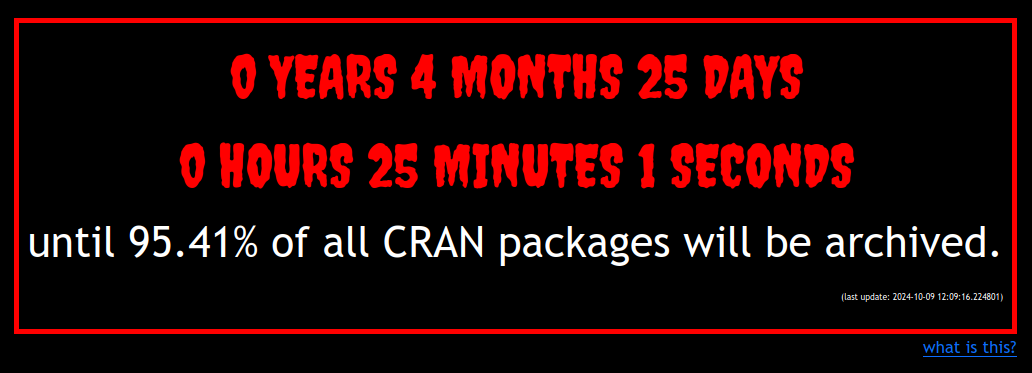 0 YEARS 4 MONTHS 25 DAYS
0 HOURS 25 MINUTES 1 SECONDS
until 95.41% of all CRAN packages will be archived.
(last update: 2024-10-09 12:09:16.224801)
what is this?